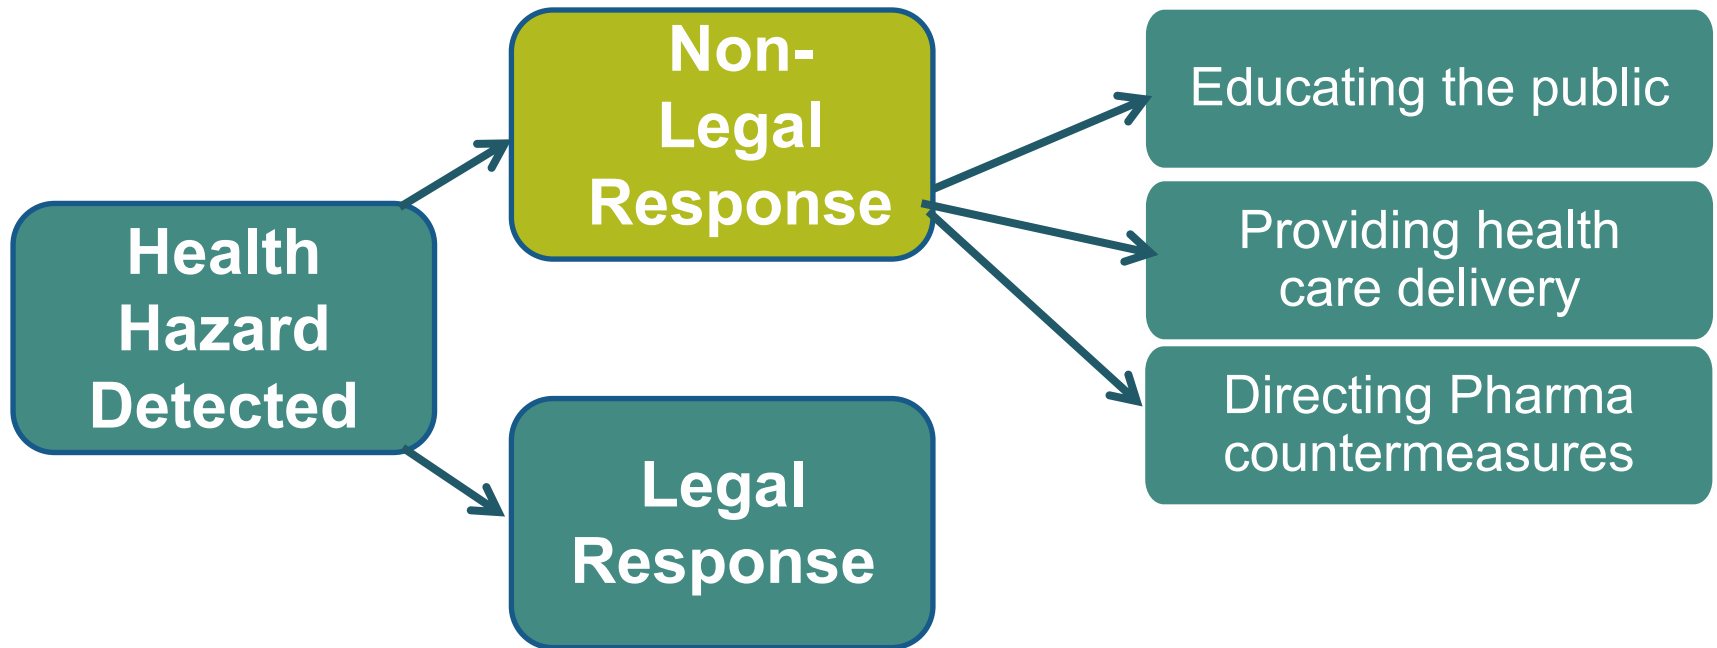 Health
Hazard
Detected
Non-
Legal
Response
Legal
Response
Educating the public
Providing health
care delivery
Directing Pharma
countermeasures